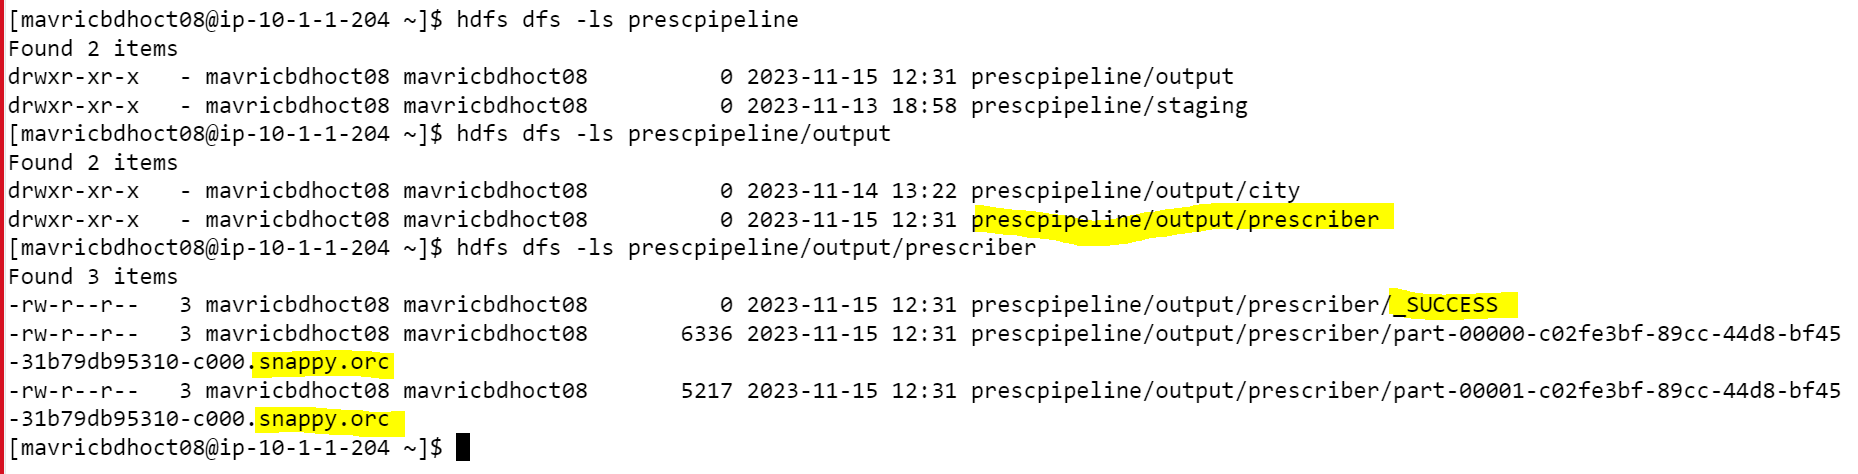 [mavricbdhoct08@ip-10-1-1-204 ~]$ hdfs dfs -ls prescpipeline
Found 2 items
drwxr-xr-x   - mavricbdhoct08 mavricbdhoct08          0 2023-11-15 12:31 prescpipeline/output
drwxr-xr-x   - mavricbdhoct08 mavricbdhoct08          0 2023-11-13 18:58 prescpipeline/staging
[mavricbdhoct08@ip-10-1-1-204 ~]$ hdfs dfs -ls prescpipeline/output
Found 2 items
drwxr-xr-x   - mavricbdhoct08 mavricbdhoct08          0 2023-11-14 13:22 prescpipeline/output/city
drwxr-xr-x   - mavricbdhoct08 mavricbdhoct08          0 2023-11-15 12:31 prescpipeline/output/prescriber
[mavricbdhoct08@ip-10-1-1-204 ~]$ hdfs dfs -ls prescpipeline/output/prescriber
Found 3 items
-rw-r--r--   3 mavricbdhoct08 mavricbdhoct08          0 2023-11-15 12:31 prescpipeline/output/prescriber/_SUCCESS
-rw-r--r--   3 mavricbdhoct08 mavricbdhoct08       6336 2023-11-15 12:31 prescpipeline/output/prescriber/part-00000-c02fe3bf-89cc-44d8-bf45
-31b79db95310-c000.snappy.orc
-rw-r--r--   3 mavricbdhoct08 mavricbdhoct08       5217 2023-11-15 12:31 prescpipeline/output/prescriber/part-00001-c02fe3bf-89cc-44d8-bf45
-31b79db95310-c000.snappy.orc
[mavricbdhoct08@ip-10-1-1-204 ~]$